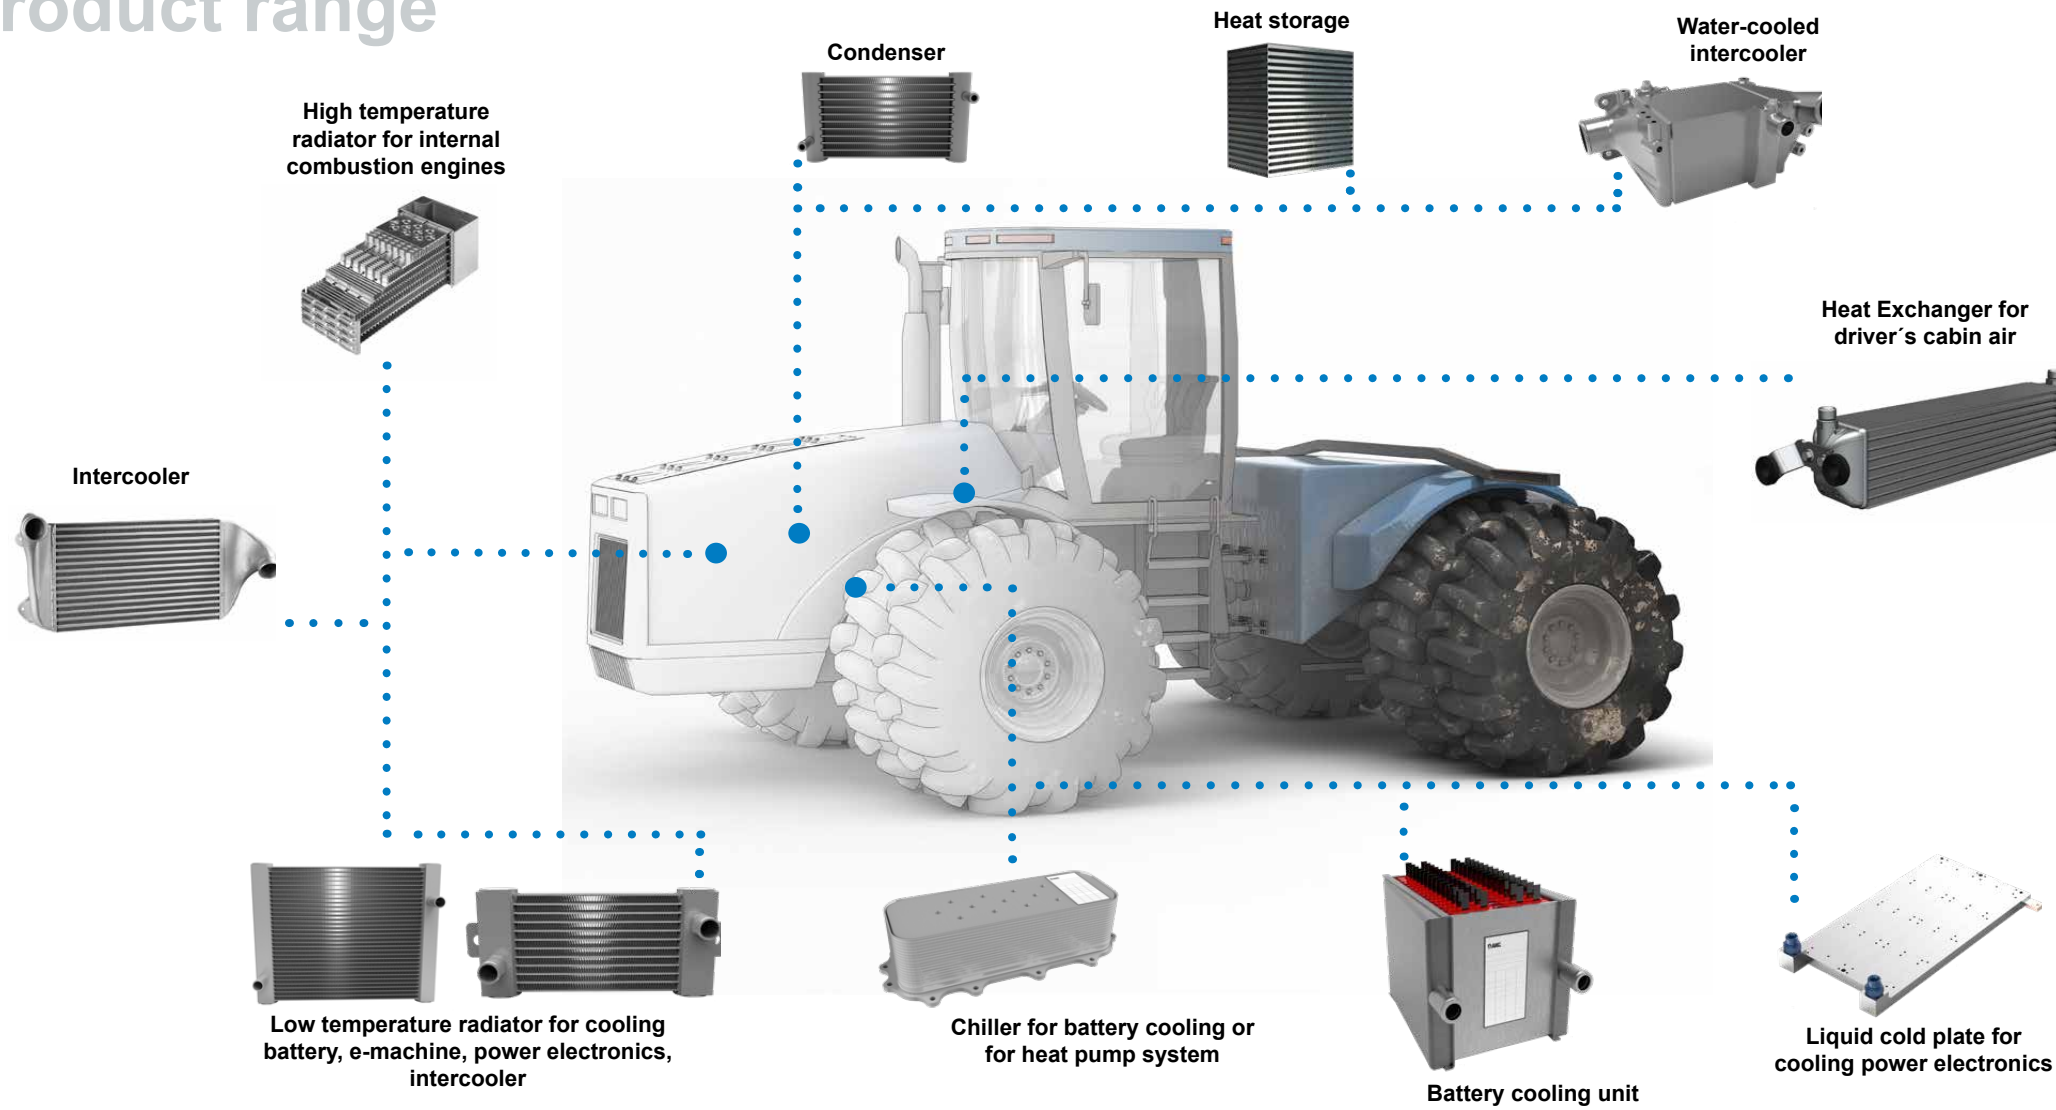 roduct range
Heat storage
Water-cooled
intercooler
Condenser
High temperature
radiator for internal
combustion engines
Heat Exchanger for
driver´s cabin air
Intercooler
Low temperature radiator for cooling
battery, e-machine, power electronics,
intercooler
Chiller for battery cooling or
for heat pump system
Battery cooling unit
Liquid cold plate for
cooling power electronics